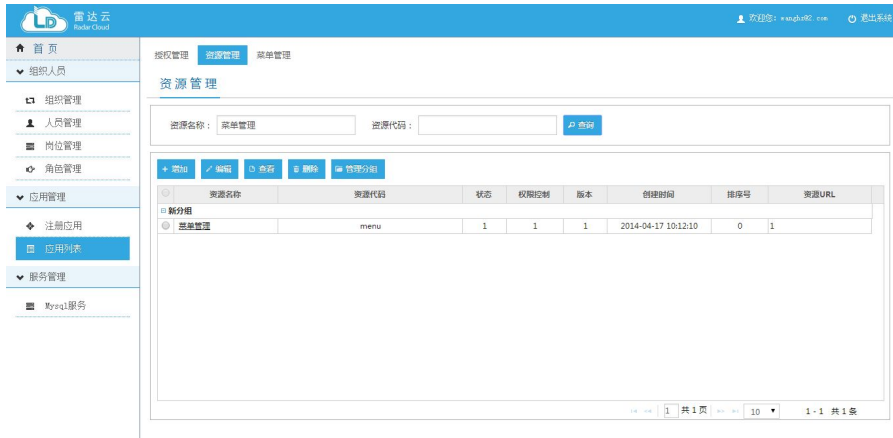 LD 雷达云
Radar Cloud
欢迎您: wanghz02.com 退出系统
首页
组织人员
组织管理
人员管理
岗位管理
角色管理
应用管理
注册应用
应用列表
服务管理
Mysql服务
授权管理 资源管理 菜单管理
资源管理
资源名称： 菜单管理 资源代码： 查询
增加 编辑 查看 删除 管理分组
资源名称 资源代码 状态 权限控制 版本 创建时间 排序号 资源URL
新分组
菜单管理 menu 1 1 1 2014-04-17 10:12:10 0 1
1 共1页 10 1-1 共1条